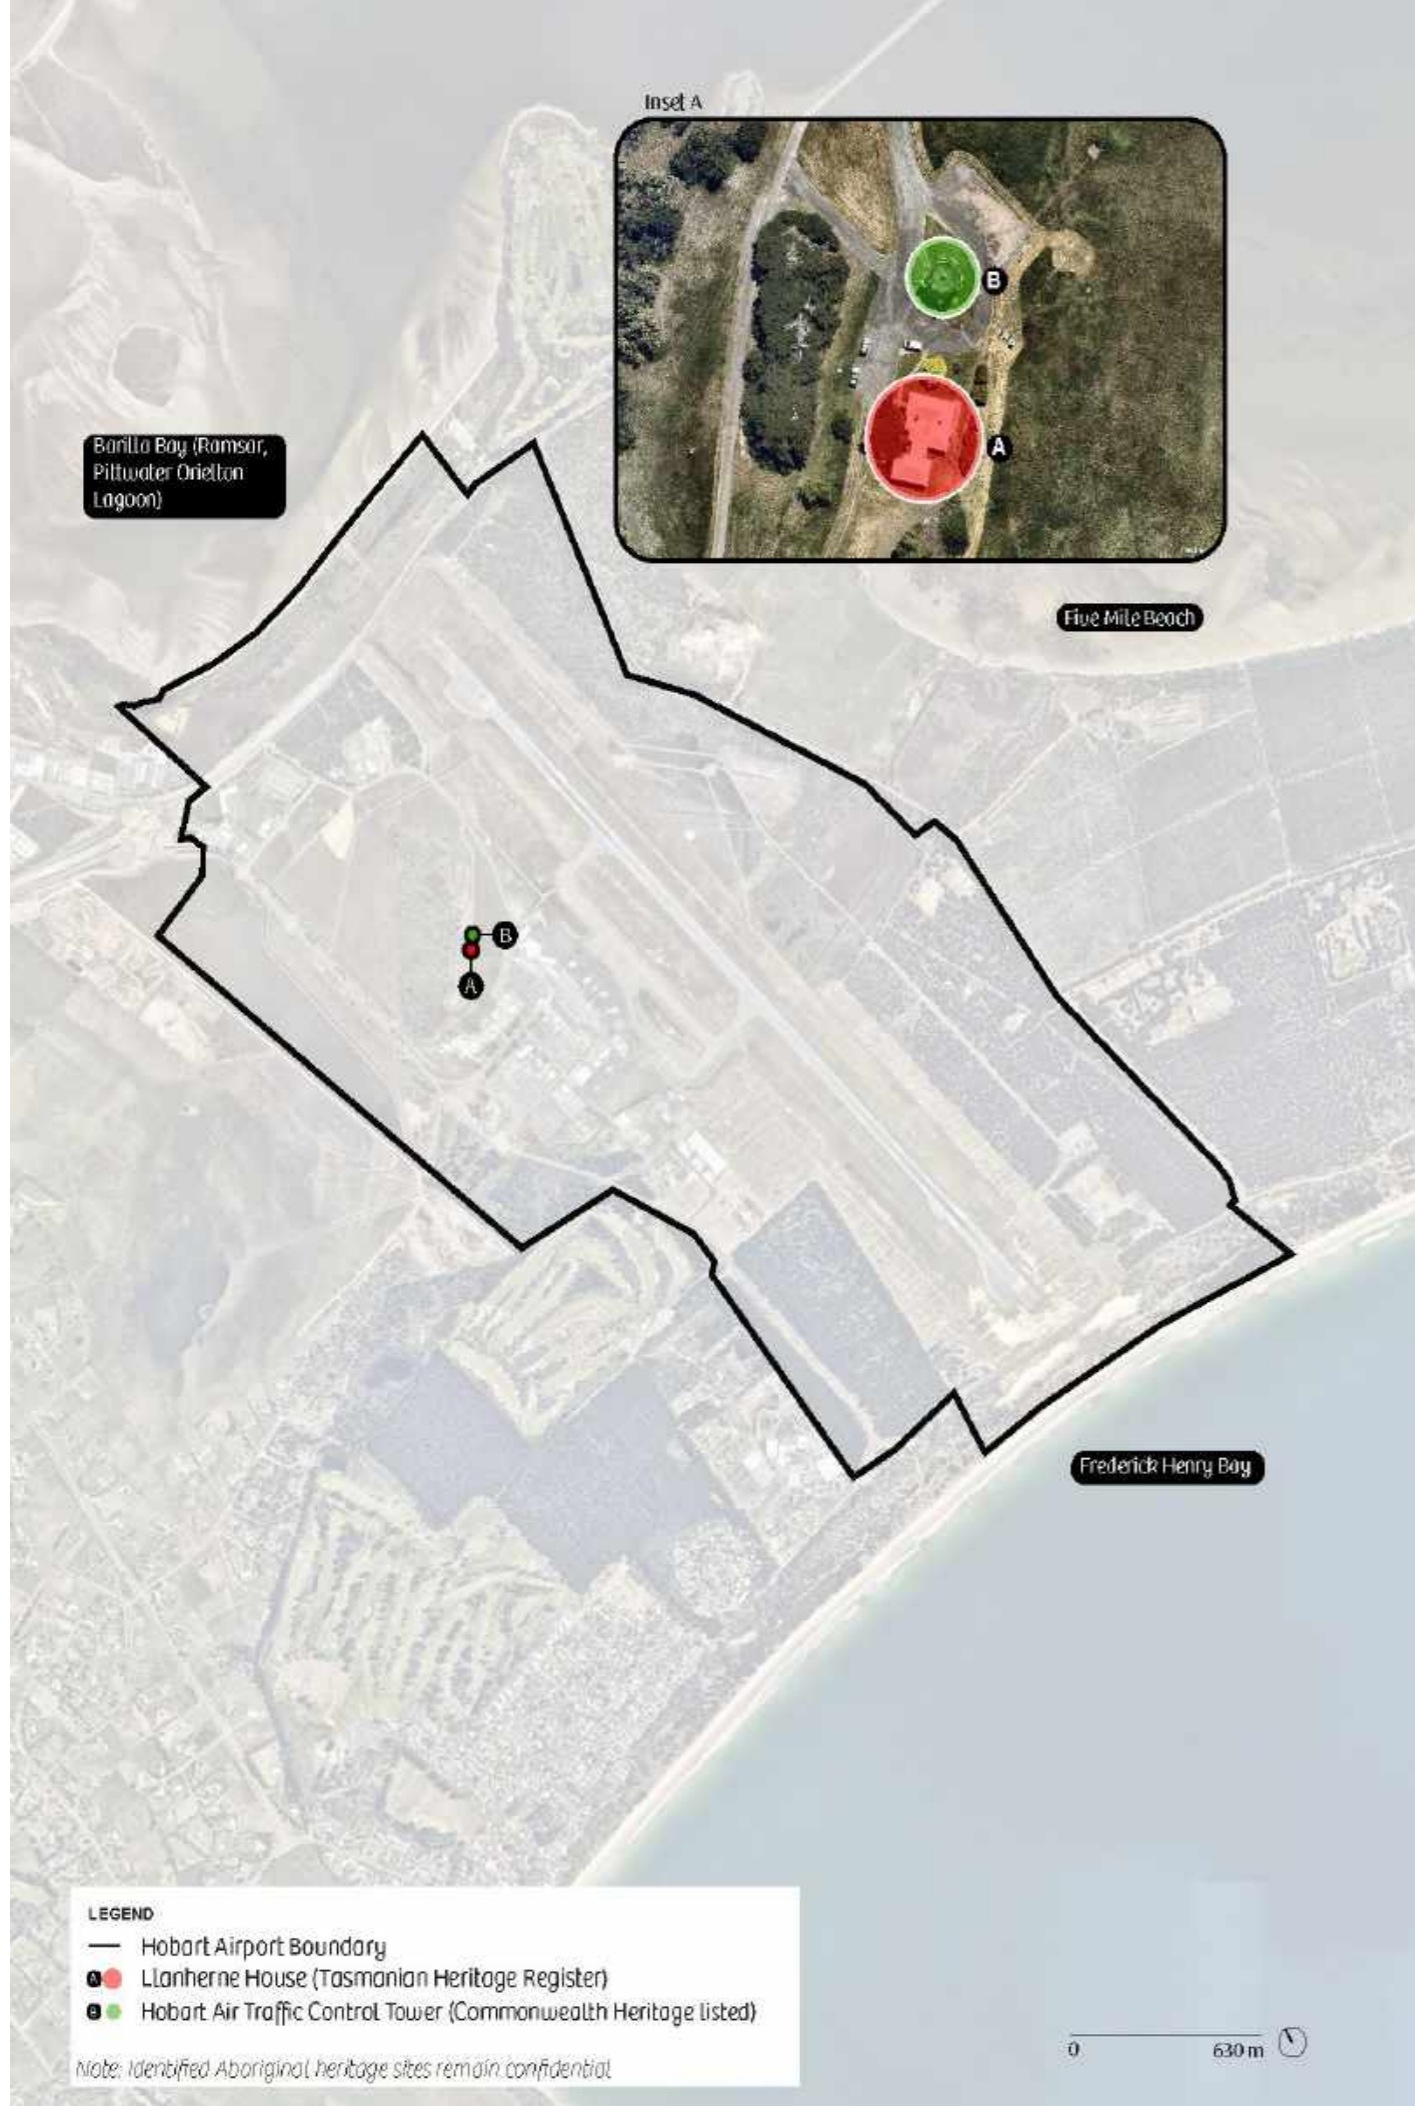 Inset A
B
A
Barilla Bay (Ramsar,
Pittwater Orielton
Lagoon)
Five Mile Beach
B
A
Frederick Henry Bay
LEGEND
Hobart Airport Boundary
A Llanherne House (Tasmanian Heritage Register)
B Hobart Air Traffic Control Tower (Commonwealth Heritage listed)
Note: Identified Aboriginal heritage sites remain confidential
0 630 m